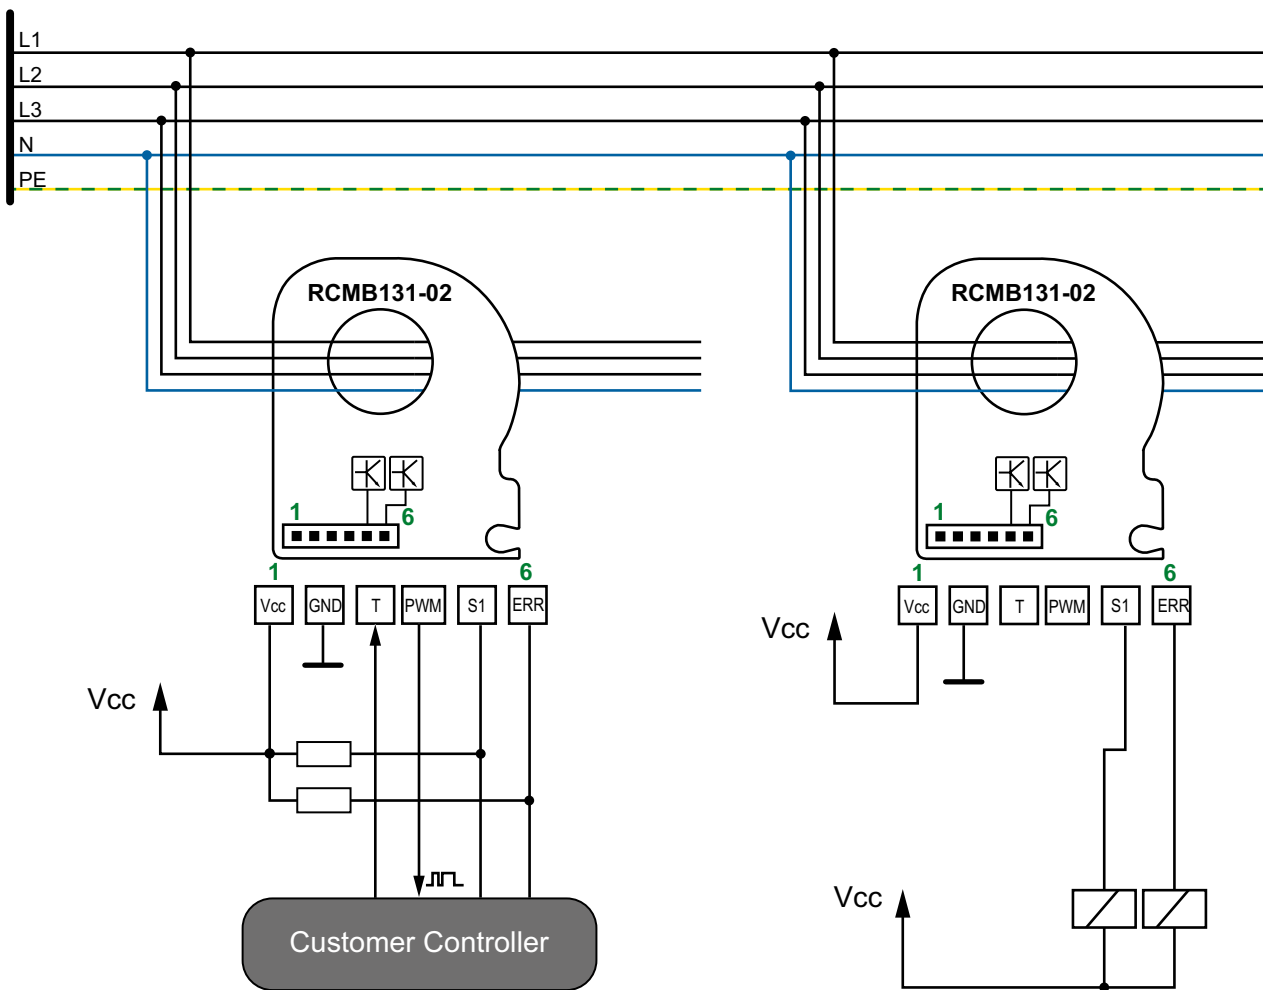 L1
L2
L3
N
PE
RCMB131-02
RCMB131-02
1
6
1
6
1
6
1
6
Vcc
GND
T
PWM
S1
ERR
Vcc
GND
T
PWM
S1
ERR
Vcc
Vcc
Vcc
Customer Controller